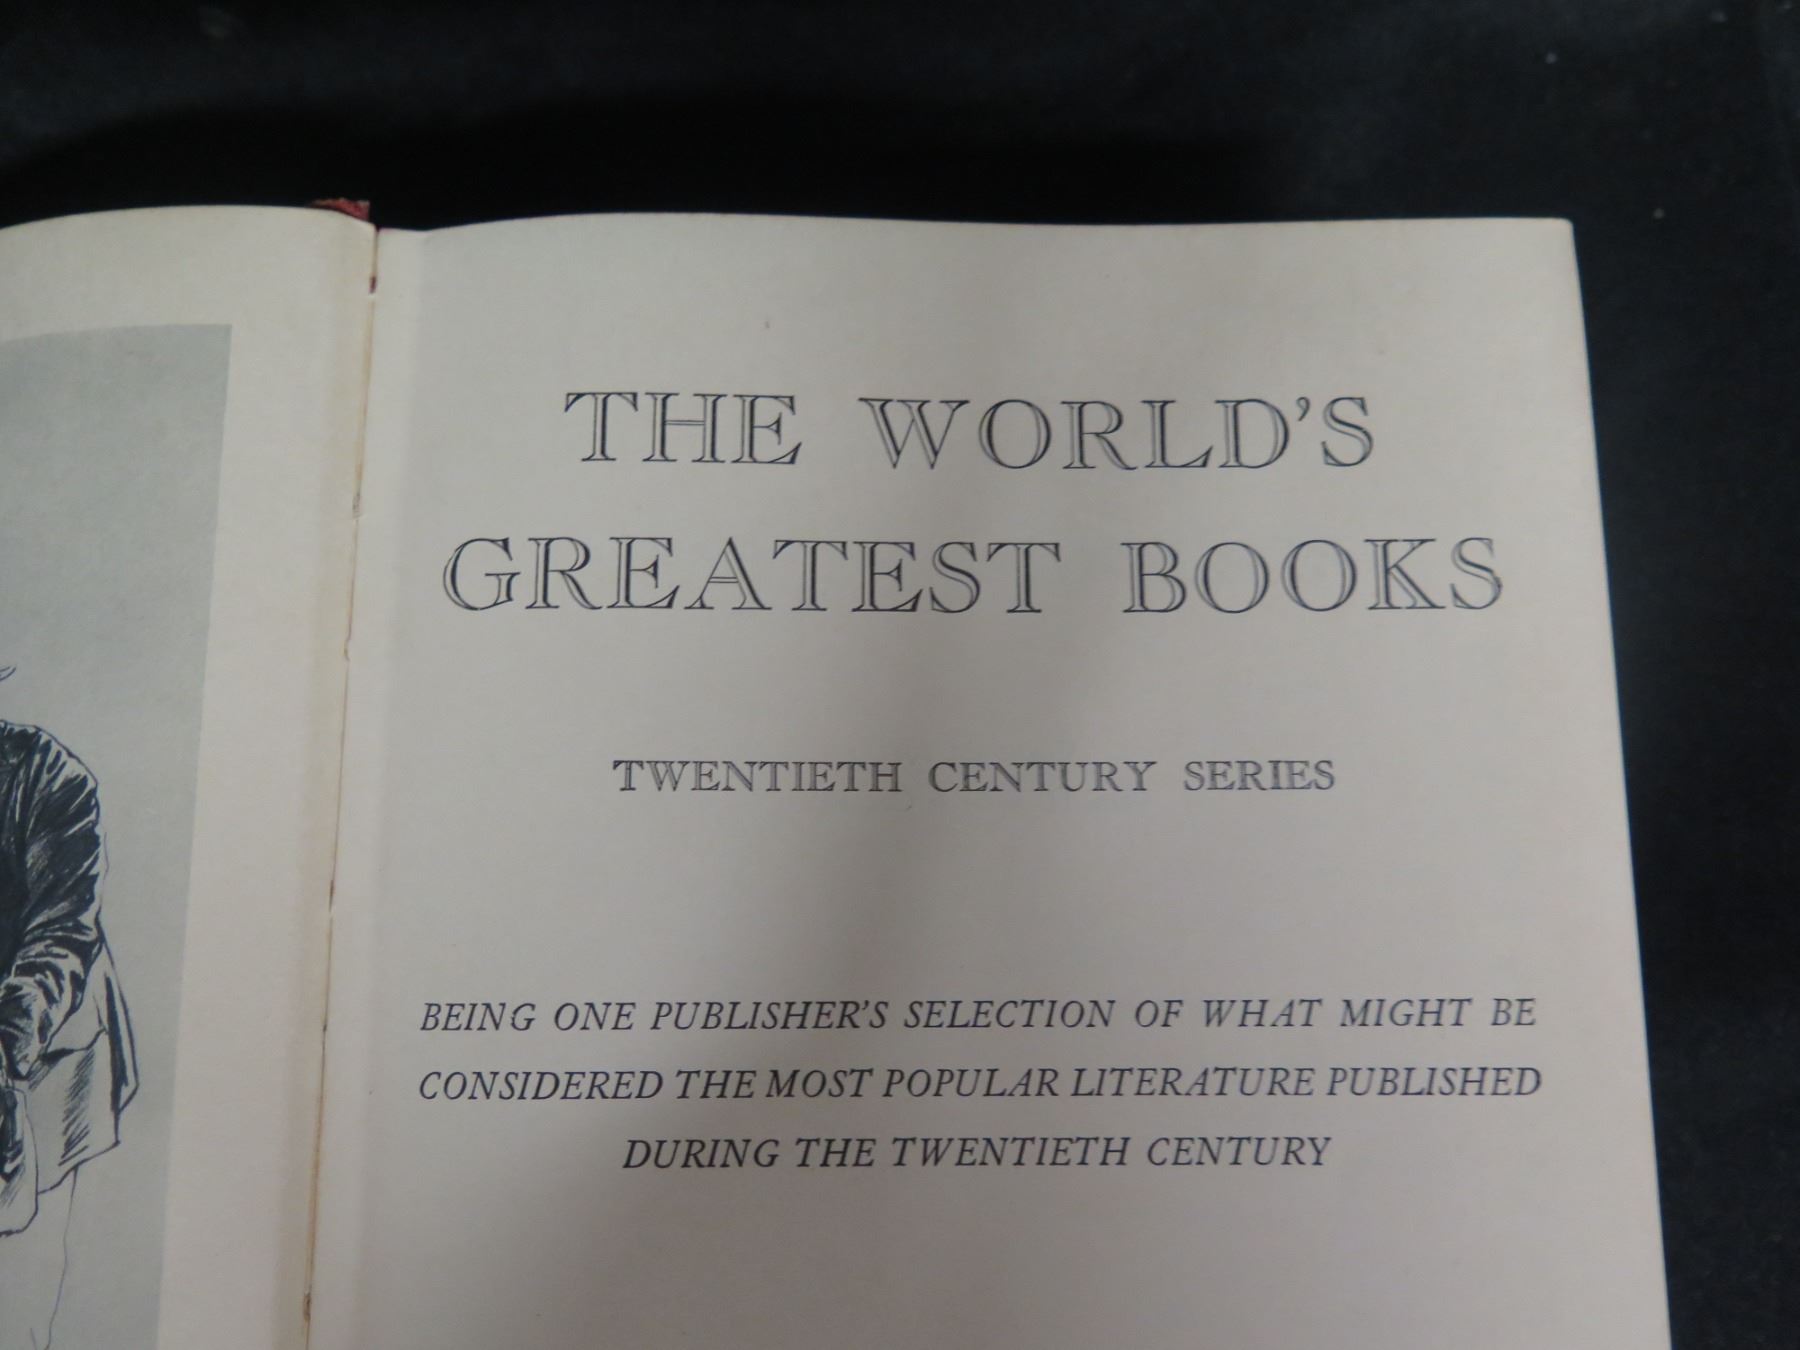 THE WORLD'S
GREATEST BOOKS
TWENTIETH CENTURY SERIES
BEING ONE PUBLISHER'S SELECTION OF WHAT MIGHT BE
CONSIDERED THE MOST POPULAR LITERATURE PUBLISHED
DURING THE TWENTIETH CENTURY